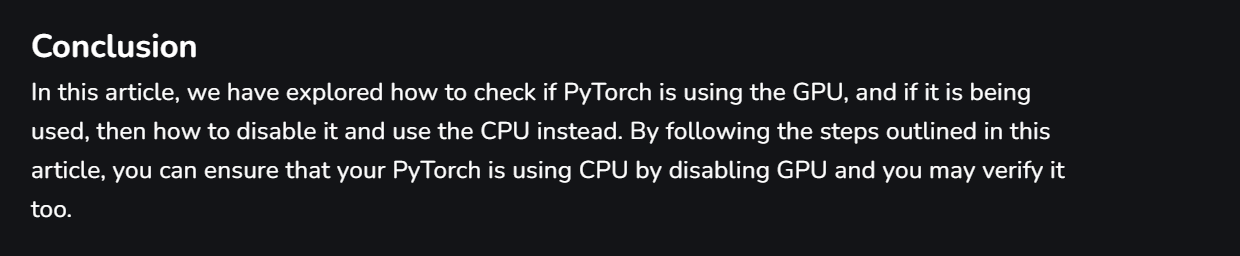 Conclusion
In this article, we have explored how to check if PyTorch is using the GPU, and if it is being
used, then how to disable it and use the CPU instead. By following the steps outlined in this
article, you can ensure that your PyTorch is using CPU by disabling GPU and you may verify it
too.